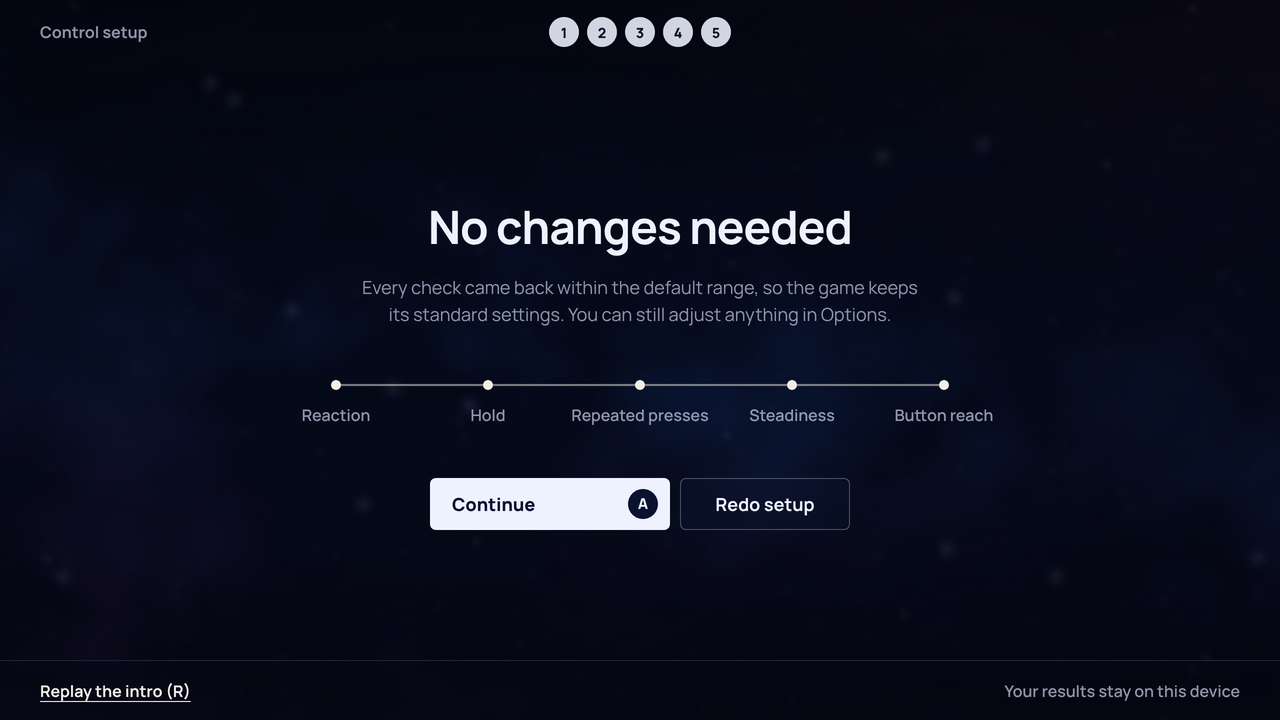 Control setup
1 2 3 4 5
No changes needed
Every check came back within the default range, so the game keeps
its standard settings. You can still adjust anything in Options.
Reaction Hold Repeated presses Steadiness Button reach
Continue A Redo setup
Replay the intro (R) Your results stay on this device